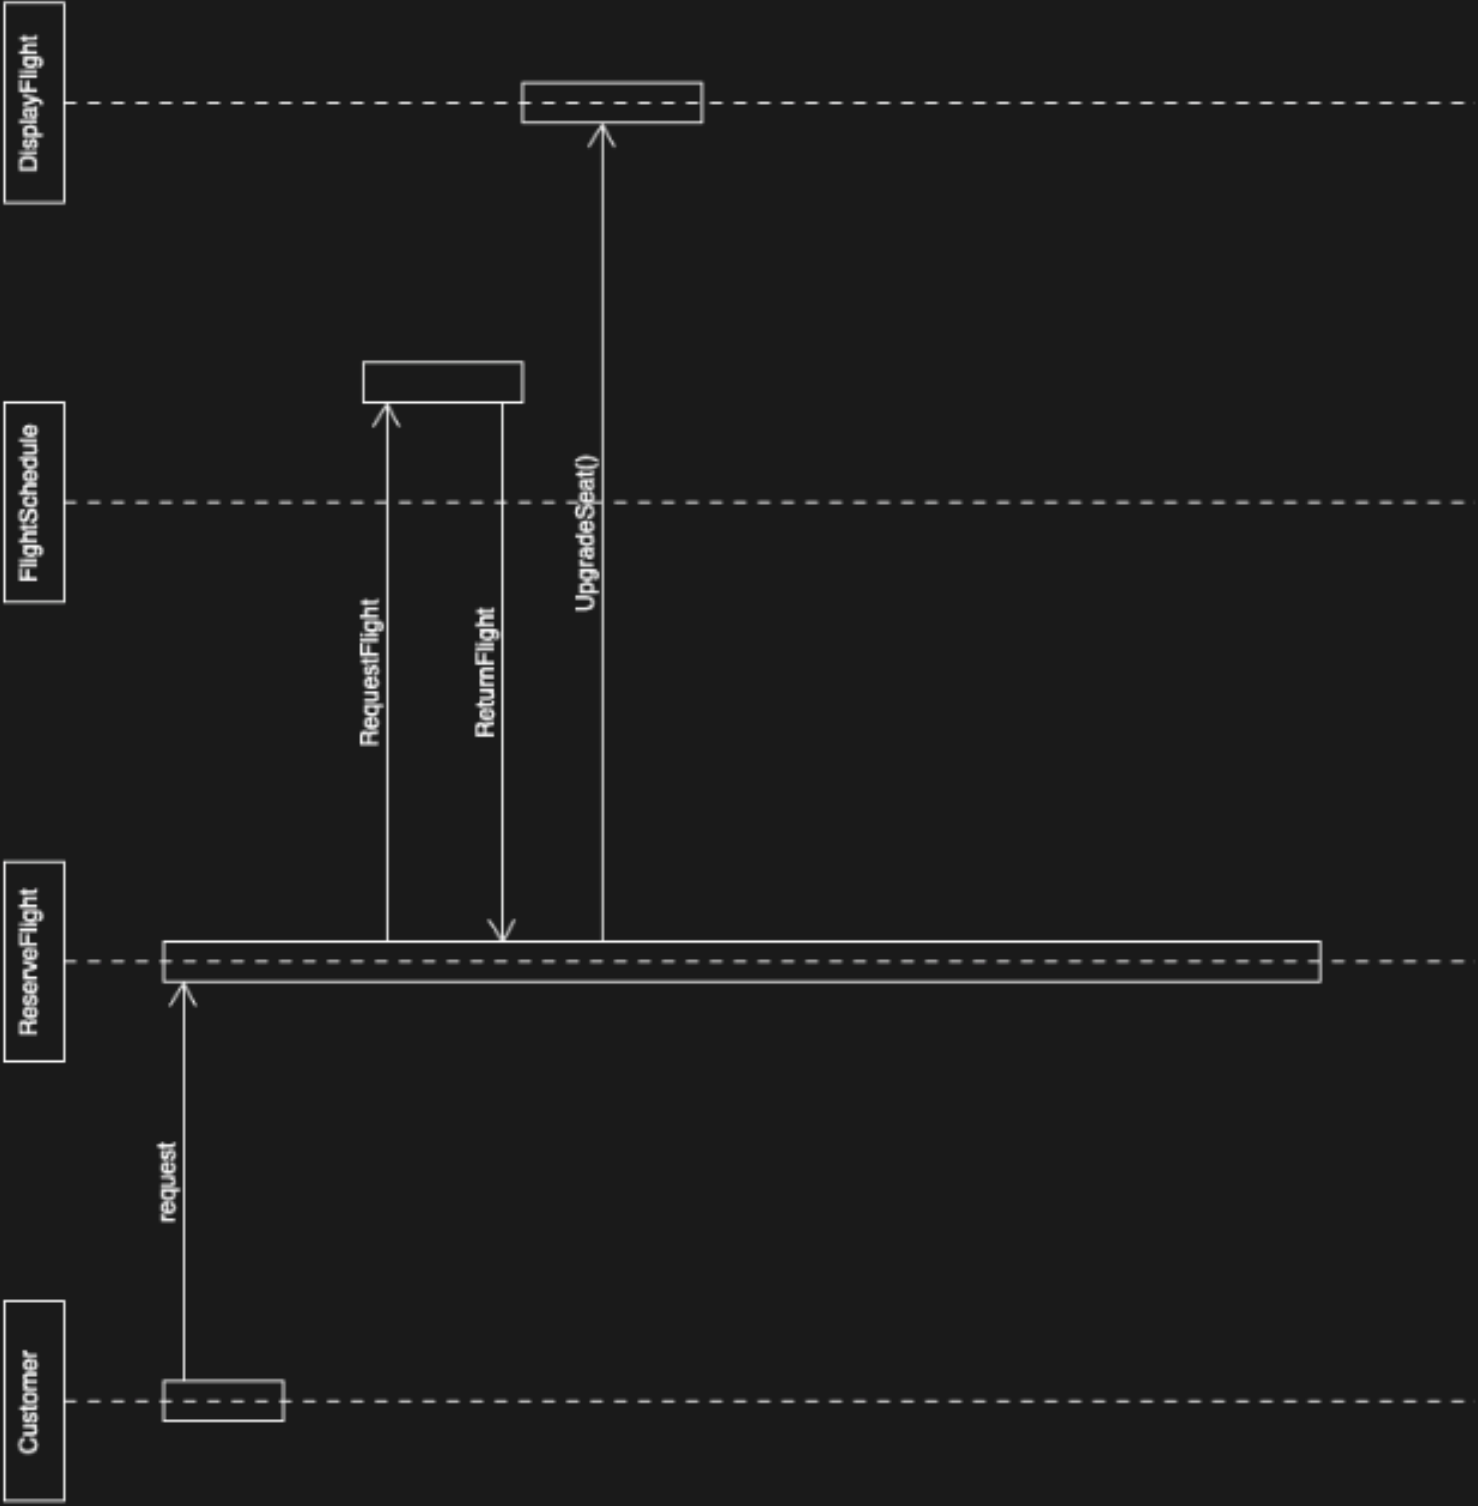 Customer
ReserveFlight
FlightSchedule
DisplayFlight
request
RequestFlight
ReturnFlight
UpgradeSeat()